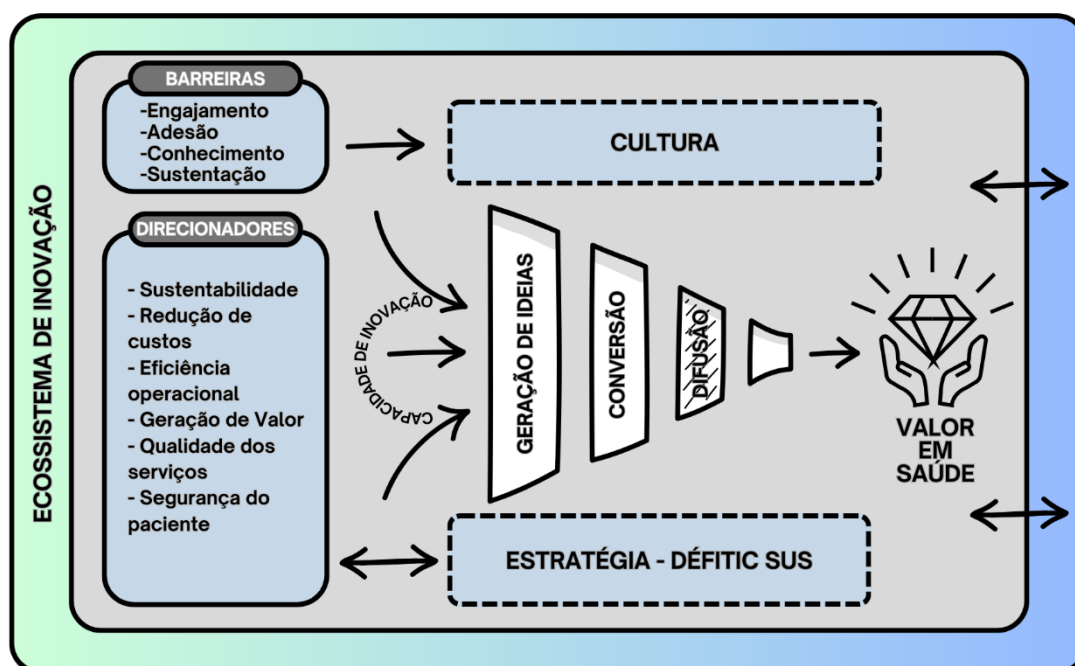 ECOSSISTEMA DE INOVAÇÃO
BARREIRAS
-Engajamento
-Adesão
-Conhecimento
-Sustentação
DIRECIONADORES
- Sustentabilidade
- Redução de
custos
- Eficiência
operacional
- Geração de Valor
- Qualidade dos
serviços
- Segurança do
paciente
CULTURA
CAPACIDADE DE INOVAÇÃO
GERAÇÃO DE IDEIAS
CONVERSÃO
DIFUSÃO
VALOR
EM
SAÚDE
ESTRATÉGIA - DÉFITIC SUS